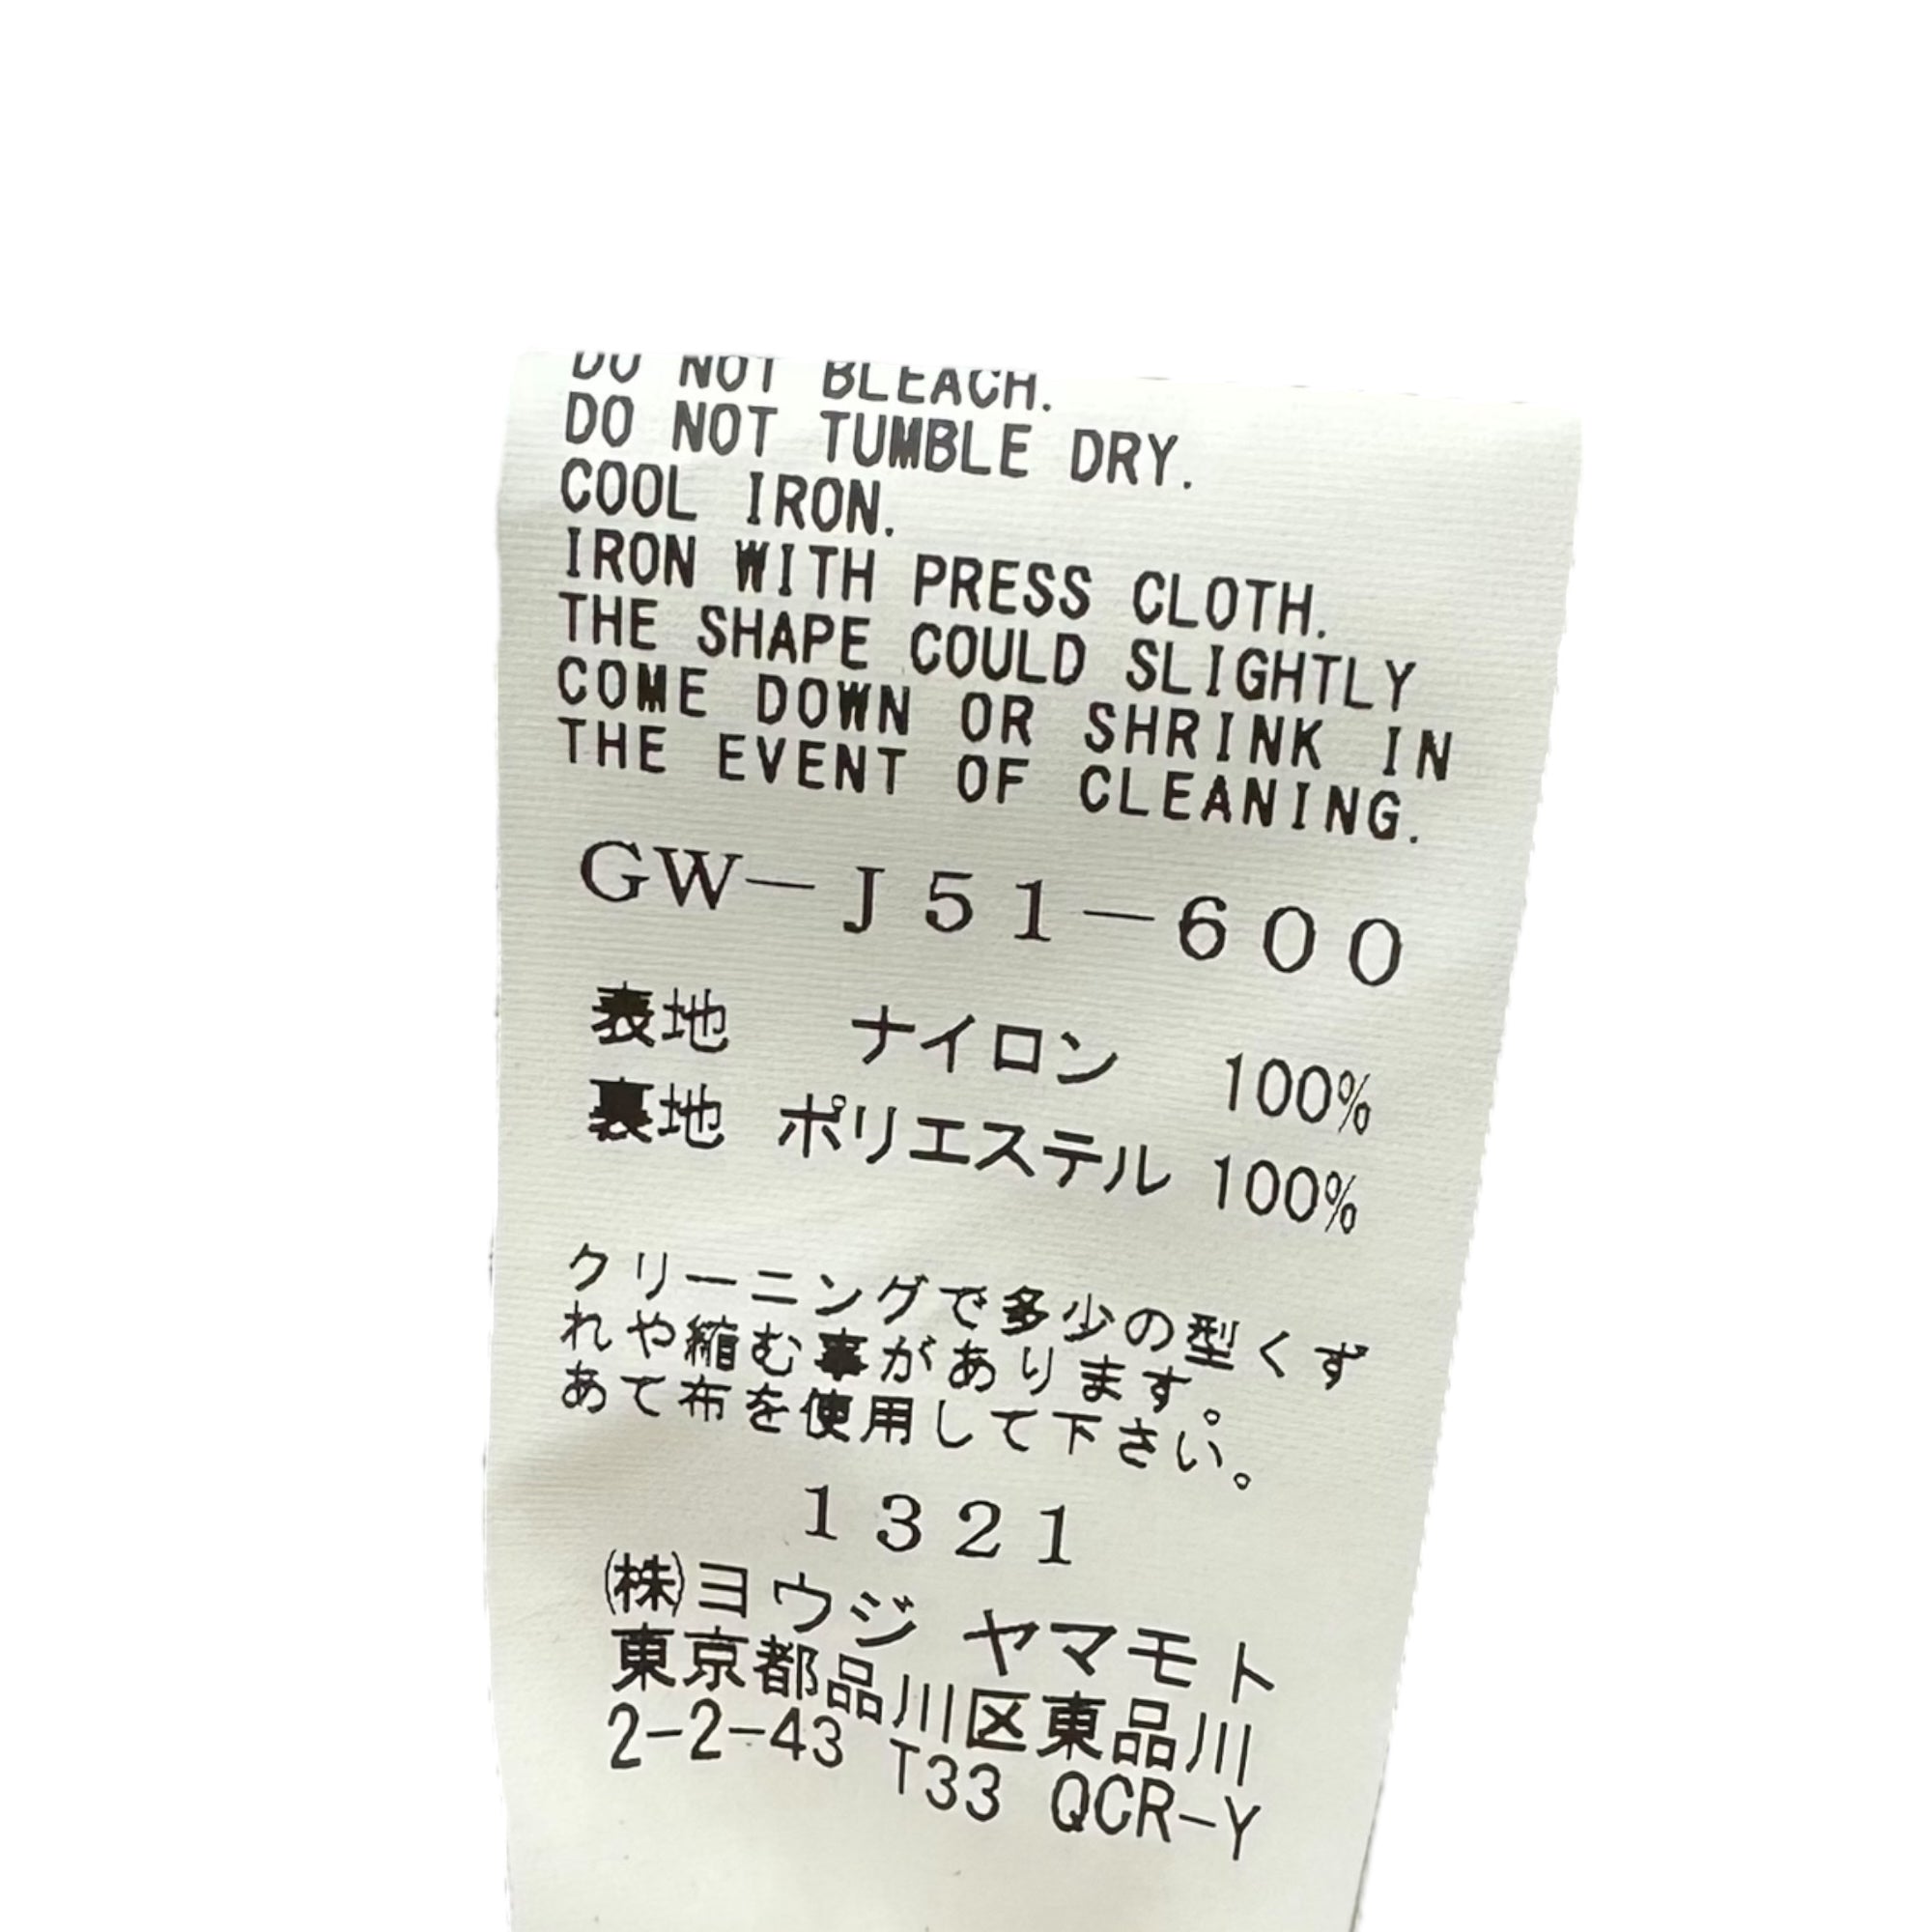 DO NOT BLEACH.
DO NOT TUMBLE DRY.
COOL IRON.
IRON WITH PRESS CLOTH.
THE SHAPE COULD SLIGHTLY
COME DOWN OR SHRINK IN
THE EVENT OF CLEANING.
GW－J51－600
表地 ナイロン 100%
裏地 ポリエステル 100%
クリーニングで多少の型くず
れや縮む事があります。
あて布を使用して下さい。
1321
㈱ヨウジ ヤマモト
東京都品川区東品川
2-2-43 T33 QCR-Y